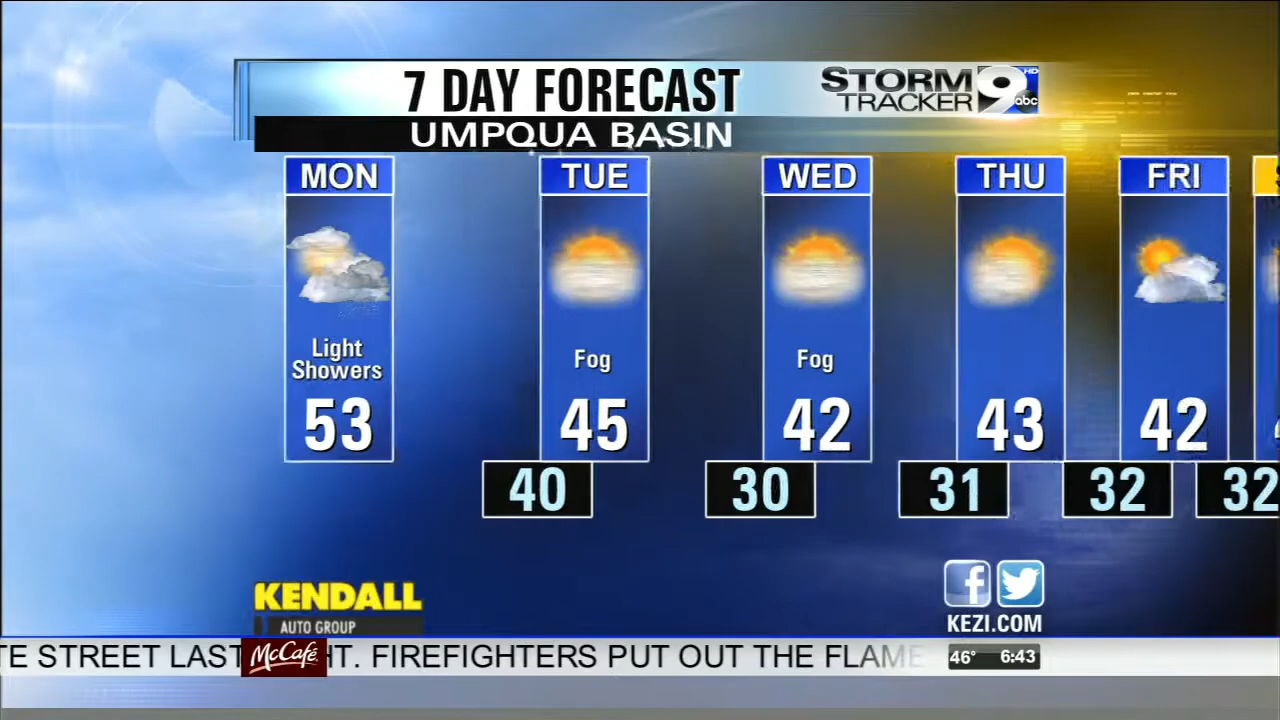 7 DAY FORECAST
STORM
TRACKER
9
HD
abc
UMPQUA BASIN
MON
TUE
WED
THU
FRI
Light
Showers
Fog
Fog
53
45
42
43
42
40
30
31
32
32
KENDALL
AUTO GROUP
f
KEZI.COM
TE STREET LAST
McCafé
HT. FIREFIGHTERS PUT OUT THE FLAME
46° 6:43